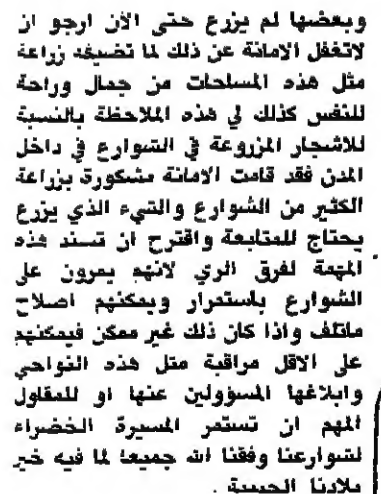 وبعضها لم يزرع حتى الآن ارجو ان
لاتغفل الامانة عن ذلك لما تضيفه زراعة
مثل هذه المسلحات من جمال وراحة
للنفس كذلك لي هذه الملاحظة بالنسبة
للاشجار المزروعة في الشوارع في داخل
المدن فقد قامت الامانة مشكورة بزراعة
الكثير من الشوارع والشيء الذي يزرع
يحتاج للمتابعة واقترح ان تسند هذه
المهمة لفرق الري لانهم يمرون على
الشوارع باستمرار ويمكنهم اصلاح
ماتلف واذا كان ذلك غير ممكن فيمكنهم
على الاقل مراقبة مثل هذه النواحي
وابلاغها المسؤولين عنها او للمقاول
المهم ان تستمر المسيرة الخضراء
لشوارعنا وفقنا الله جميعا لما فيه خير
بلادنا الحبيبة .